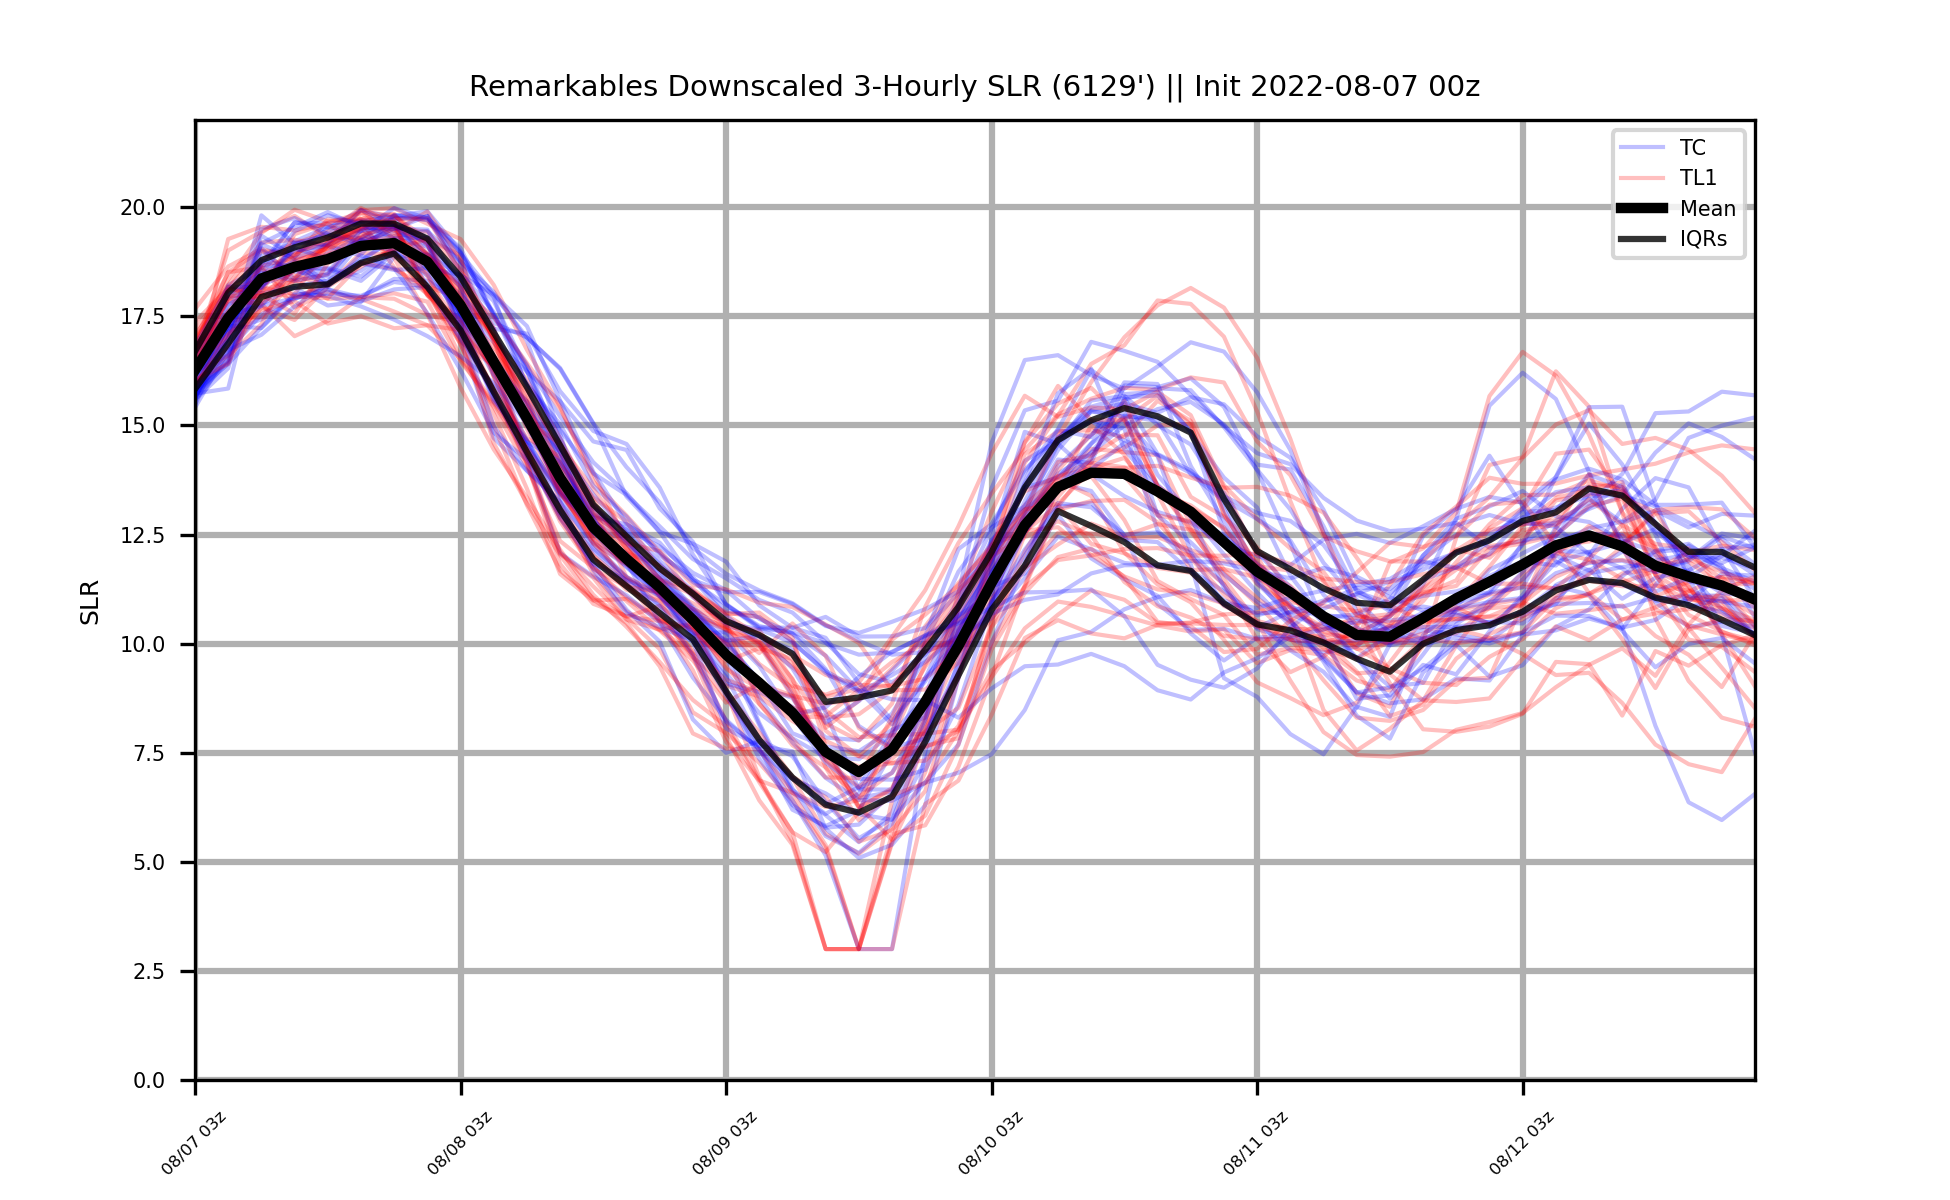 Remarkables Downscaled 3-Hourly SLR (6129') || Init 2022-08-07 00z
TC
TL1
Mean
IQRs
SLR
20.0
17.5
15.0
12.5
10.0
7.5
5.0
2.5
0.0
08/07 03z
08/08 03z
08/09 03z
08/10 03z
08/11 03z
08/12 03z